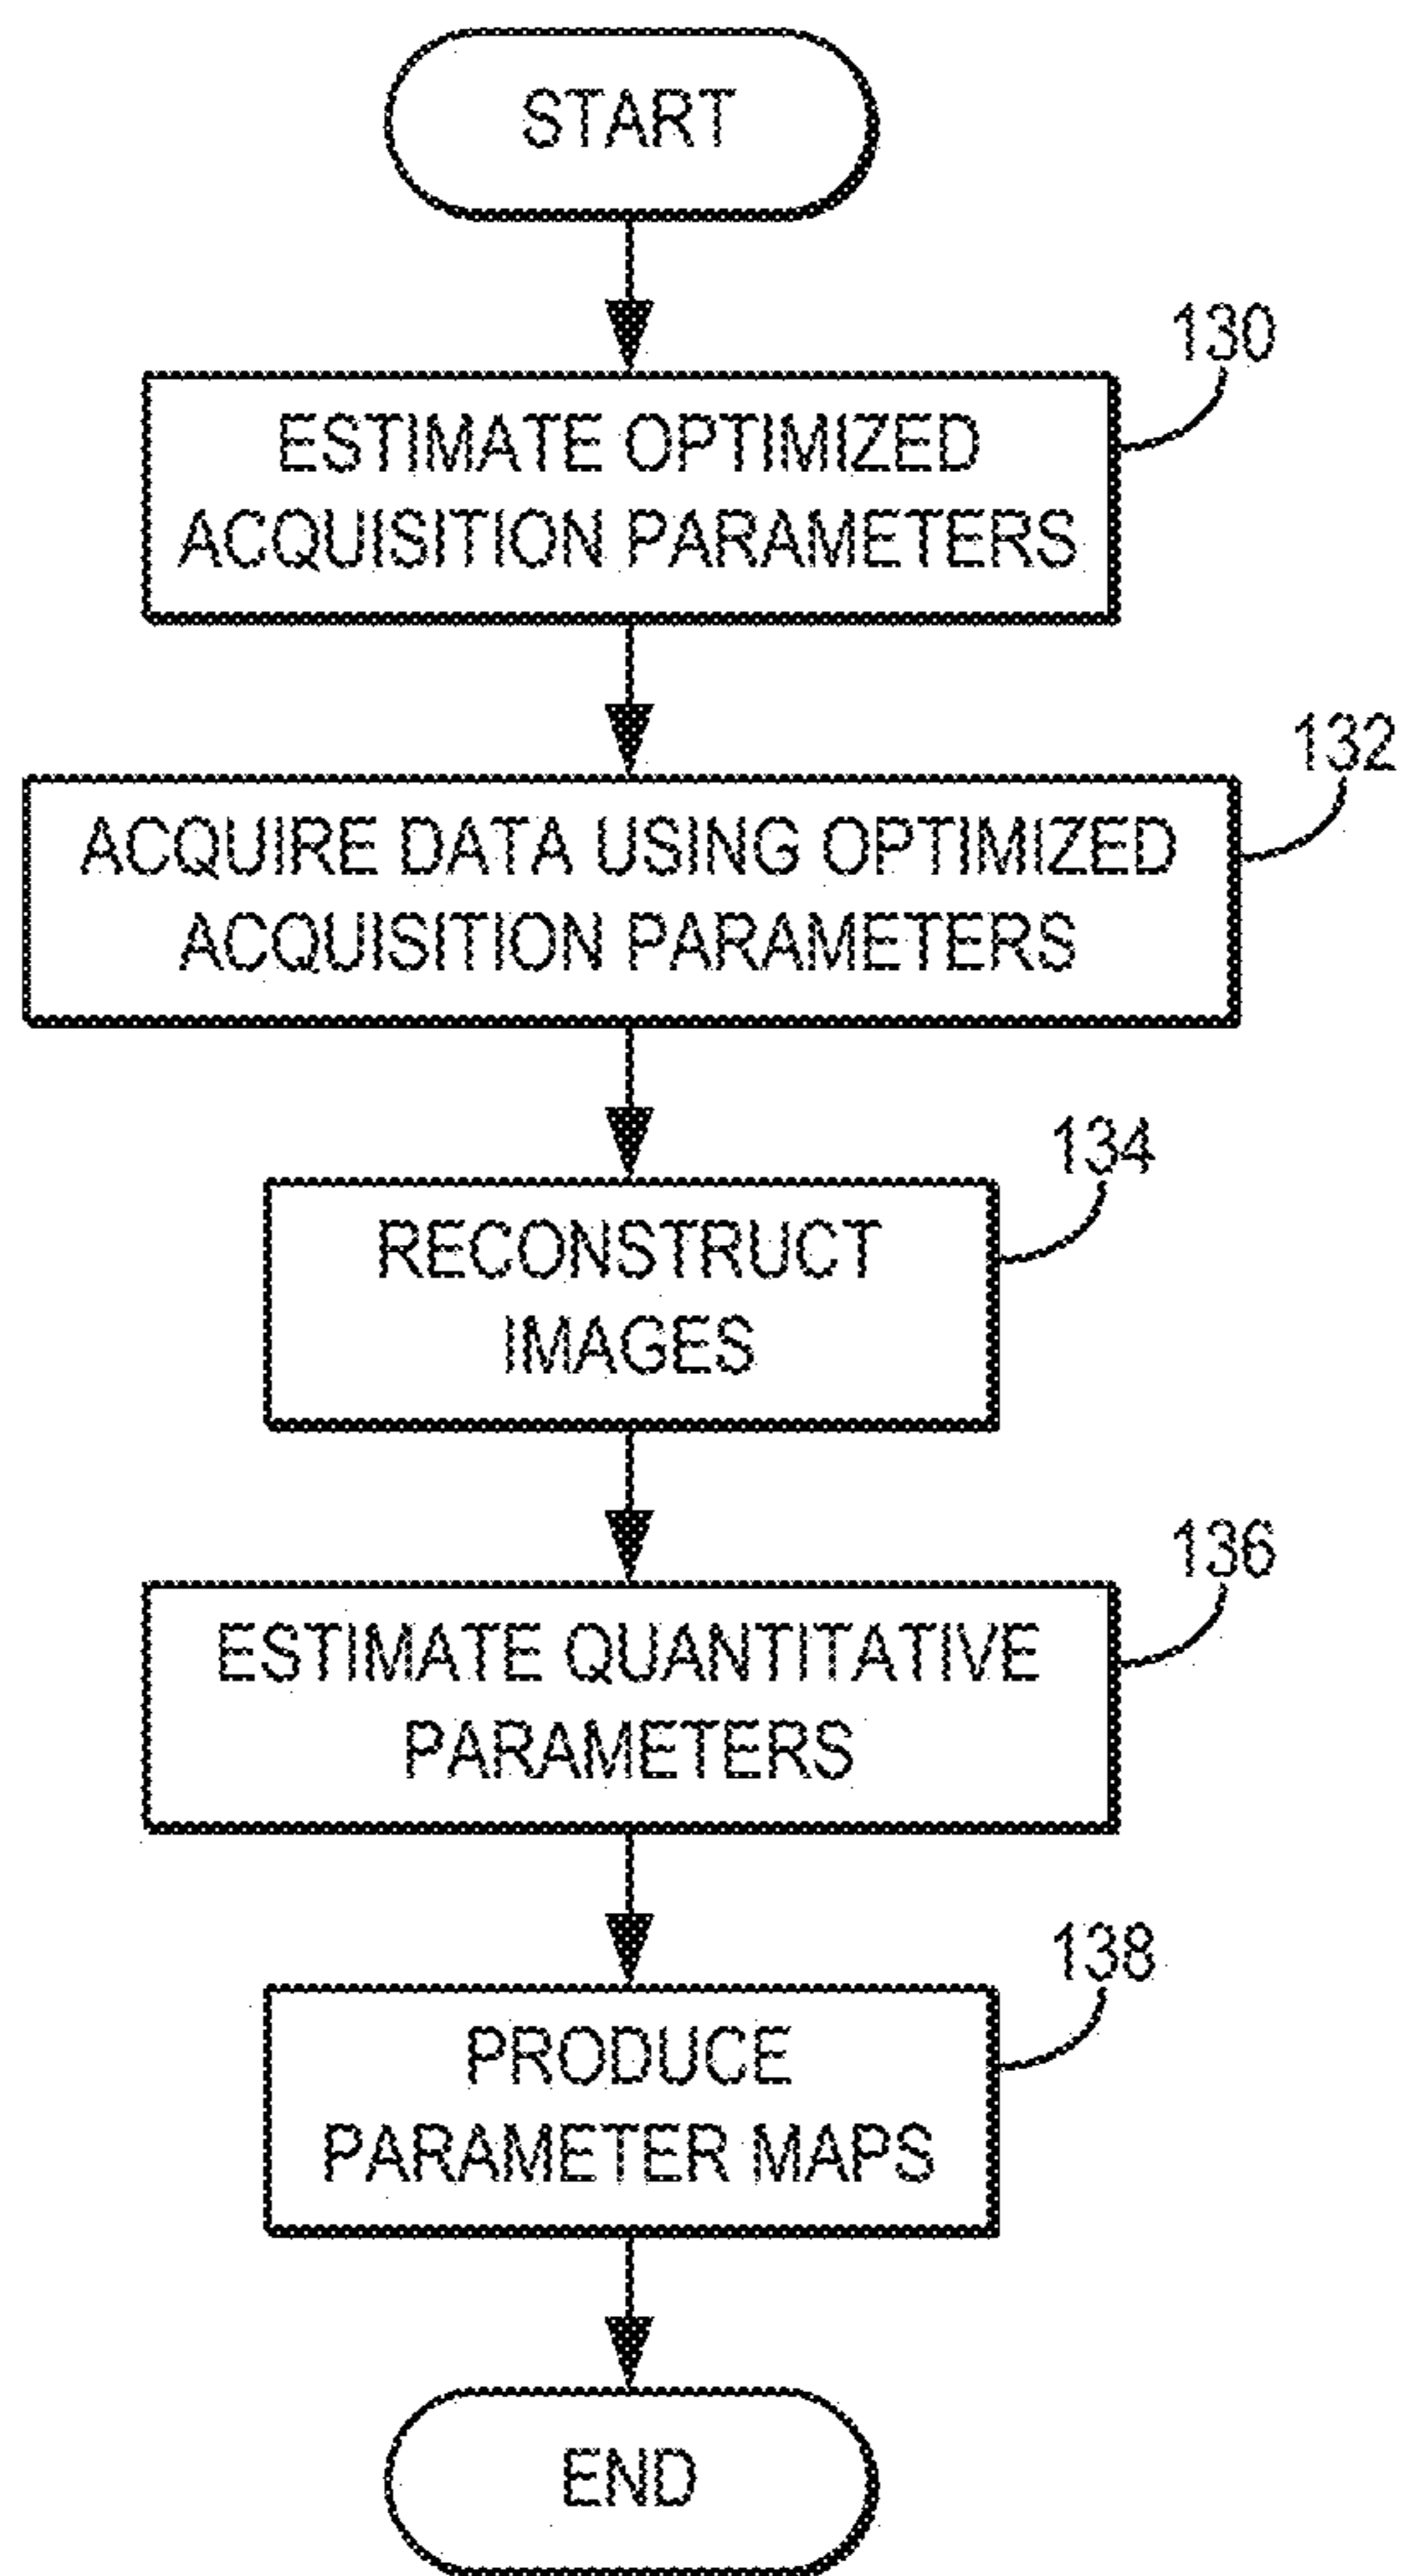 START
130
ESTIMATE OPTIMIZED
ACQUISITION PARAMETERS
132
ACQUIRE DATA USING OPTIMIZED
ACQUISITION PARAMETERS
134
RECONSTRUCT
IMAGES
136
ESTIMATE QUANTITATIVE
PARAMETERS
138
PRODUCE
PARAMETER MAPS
END